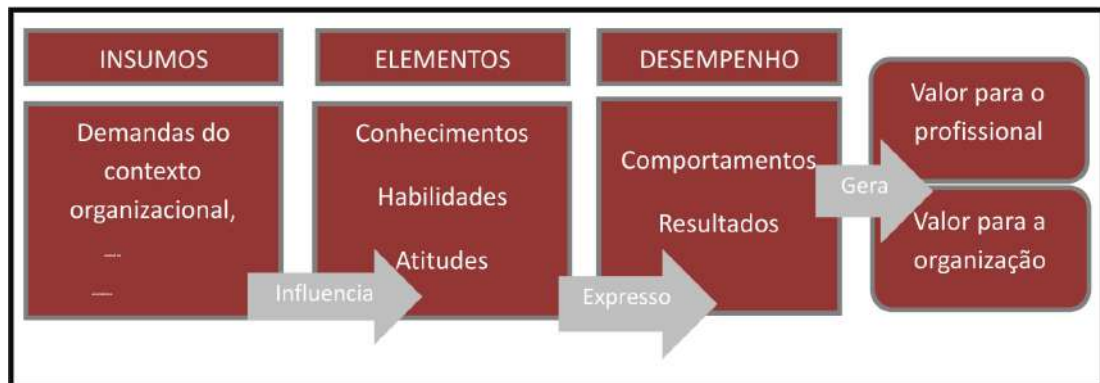 INSUMOS
Demandas do
contexto
organizacional,
Influencia
ELEMENTOS
Conhecimentos
Habilidades
Atitudes
Expresso
DESEMPENHO
Comportamentos
Resultados
Gera
Valor para o
profissional
Valor para a
organização